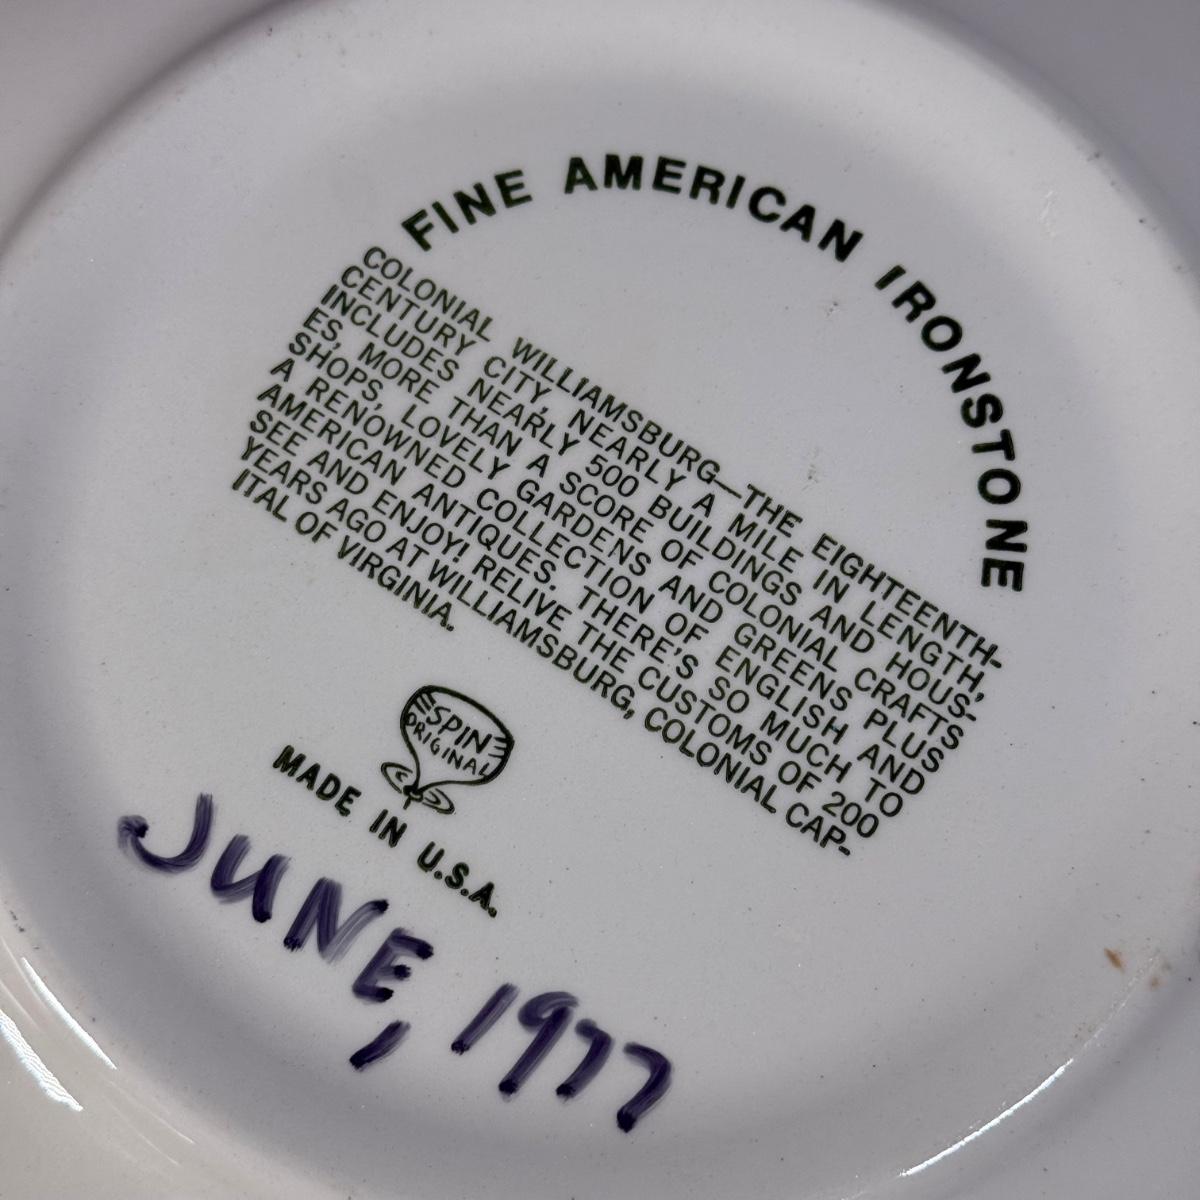 FINE AMERICAN IRONSTONE
COLONIAL WILLIAMSBURG—THE EIGHTEENTH-
CENTURY CITY, NEARLY A MILE IN LENGTH,
INCLUDES NEARLY 500 BUILDINGS AND HOUS-
ES, MORE THAN A SCORE OF COLONIAL CRAFTS
SHOPS, LOVELY GARDENS AND GREENS PLUS
A RENOWNED COLLECTION OF ENGLISH AND
AMERICAN ANTIQUES. THERE'S SO MUCH TO
SEE AND ENJOY! RELIVE THE CUSTOMS OF 200
YEARS AGO AT WILLIAMSBURG, COLONIAL CAP-
ITAL OF VIRGINIA.
SPIN
ORIGINAL
MADE IN U.S.A.
JUNE, 1977